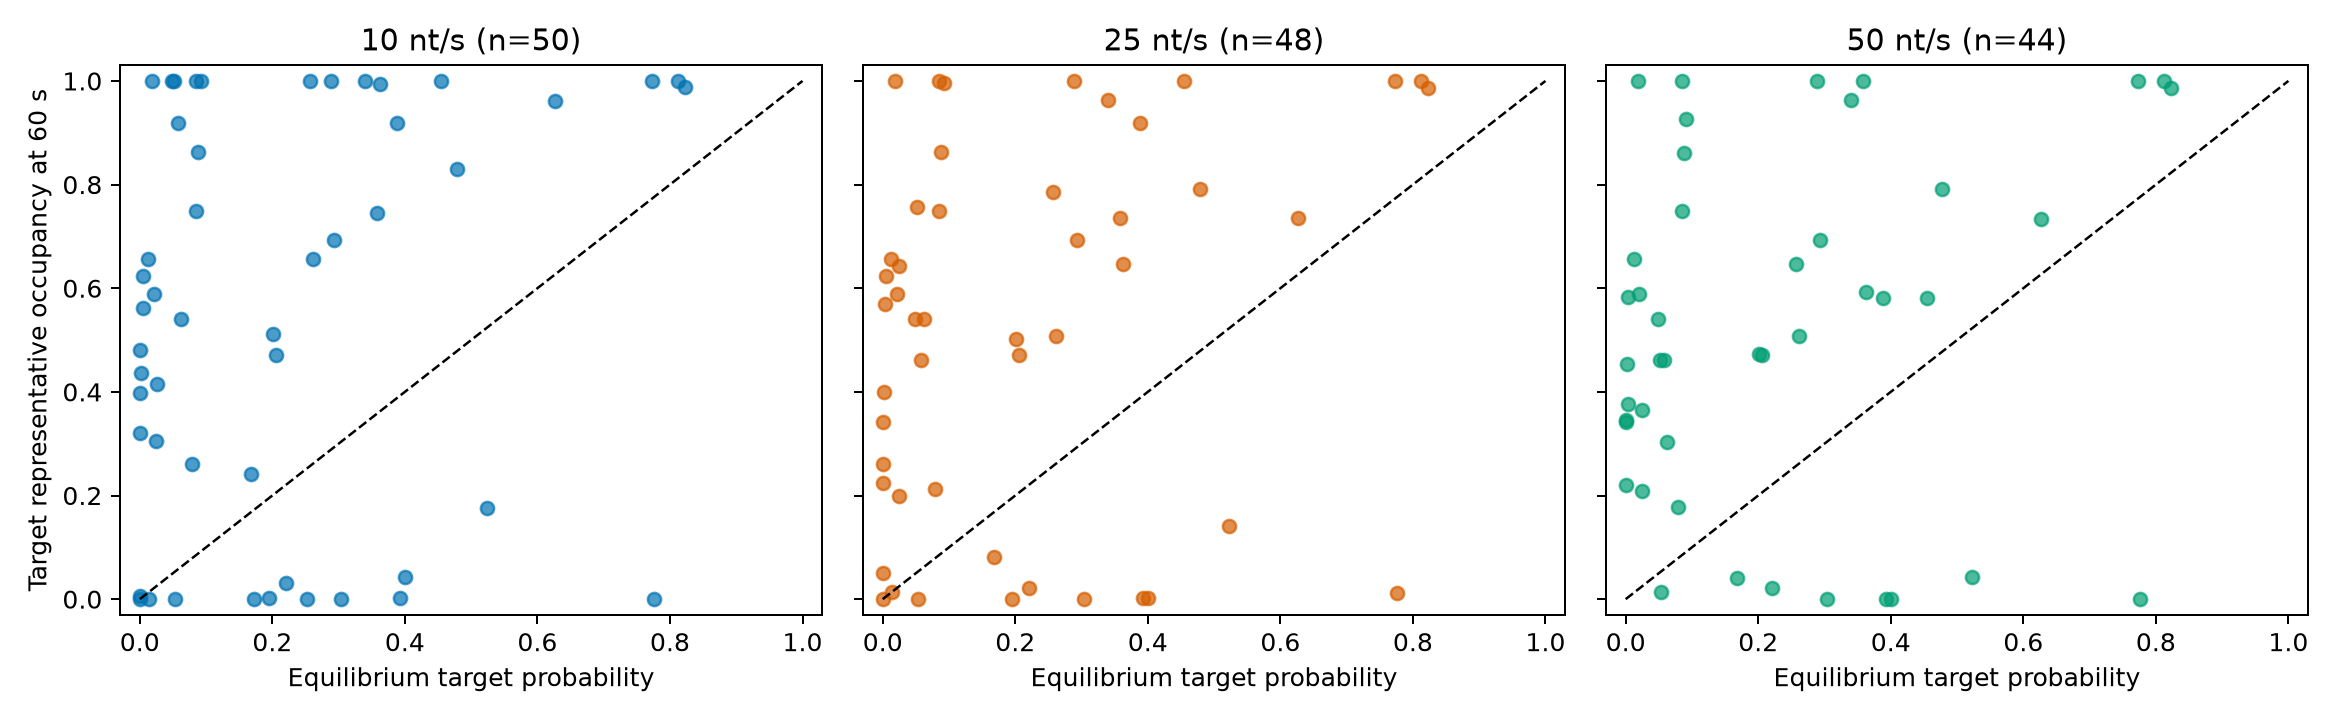 10 nt/s (n=50)
25 nt/s (n=48)
50 nt/s (n=44)
Target representative occupancy at 60 s
1.0
0.8
0.6
0.4
0.2
0.0
0.0 0.2 0.4 0.6 0.8 1.0
0.0 0.2 0.4 0.6 0.8 1.0
0.0 0.2 0.4 0.6 0.8 1.0
Equilibrium target probability
Equilibrium target probability
Equilibrium target probability